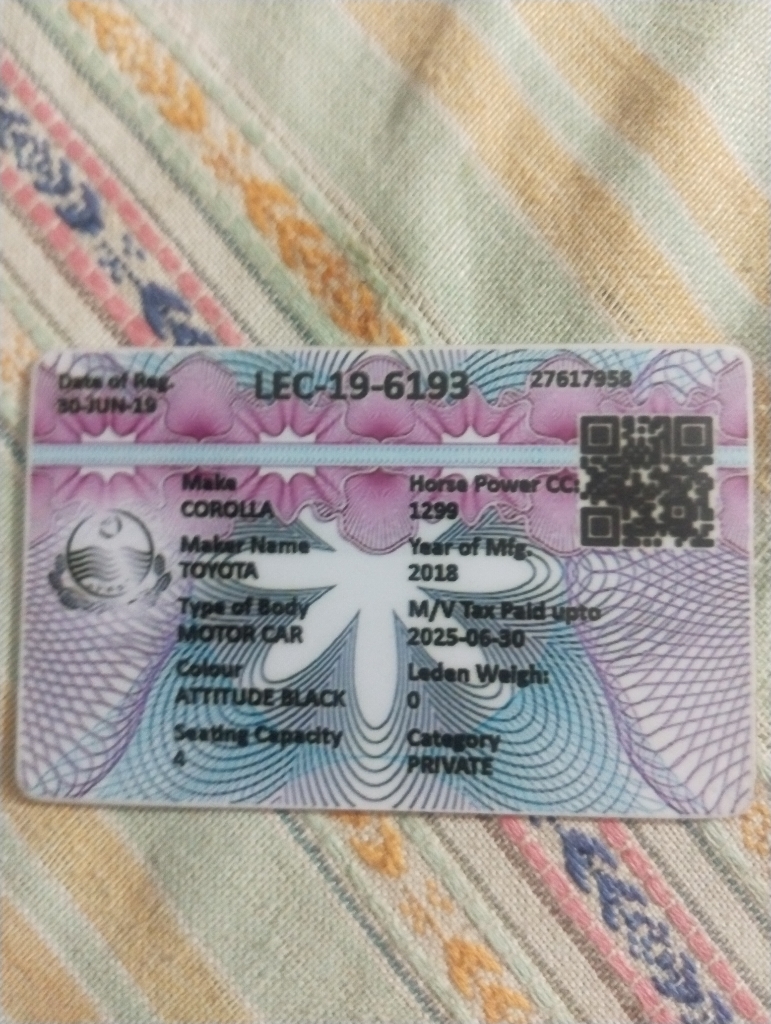 Date of Reg.
30-JUN-19
LEC-19-6193
27617958
Make
COROLLA
Horse Power CC:
1299
Maker Name
TOYOTA
Year of Mfg.
2018
Type of Body
MOTOR CAR
M/V Tax Paid upto
2025-06-30
Colour
ATTITUDE BLACK
Leden Weigh:
0
Seating Capacity
4
Category
PRIVATE